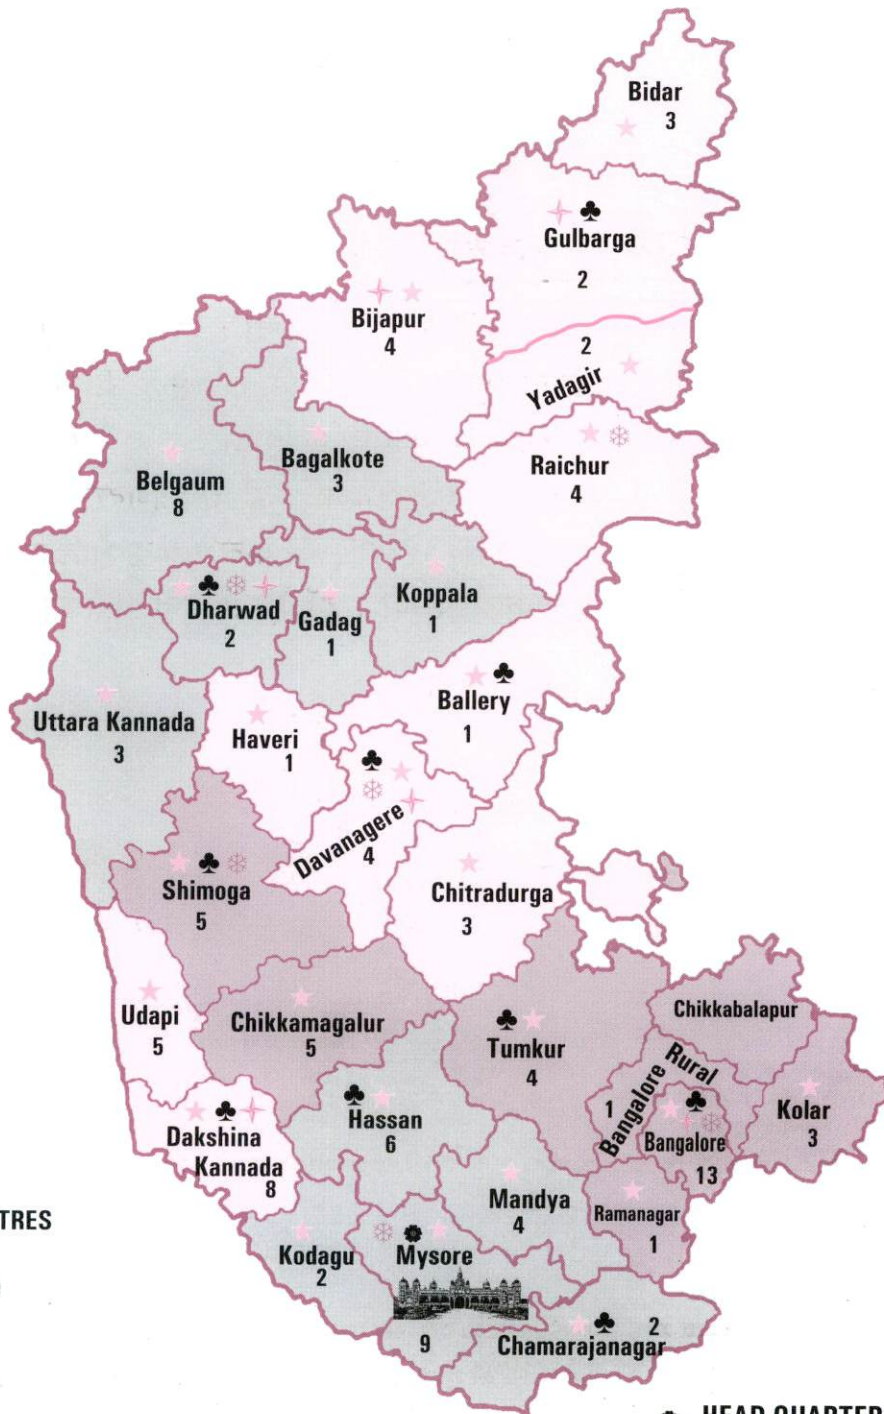 Bidar
3
Gulbarga
2
Bijapur
4
2
Yadagir
Raichur
4
Bagalkote
3
Belgaum
8
Dharwad
2
Gadag
1
Koppala
1
Ballery
1
Uttara Kannada
3
Haveri
1
Davanagere
4
Shimoga
5
Chitradurga
3
Udapi
5
Chikkamagalur
5
Tumkur
4
Chikkabalapur
Bangalore Rural
1
Bangalore
13
Kolar
3
Hassan
6
Dakshina
Kannada
8
Mandya
4
Ramanagar
1
TRES
Kodagu
2
Mysore
9
2
Chamarajanagar
HEAD QUARTER